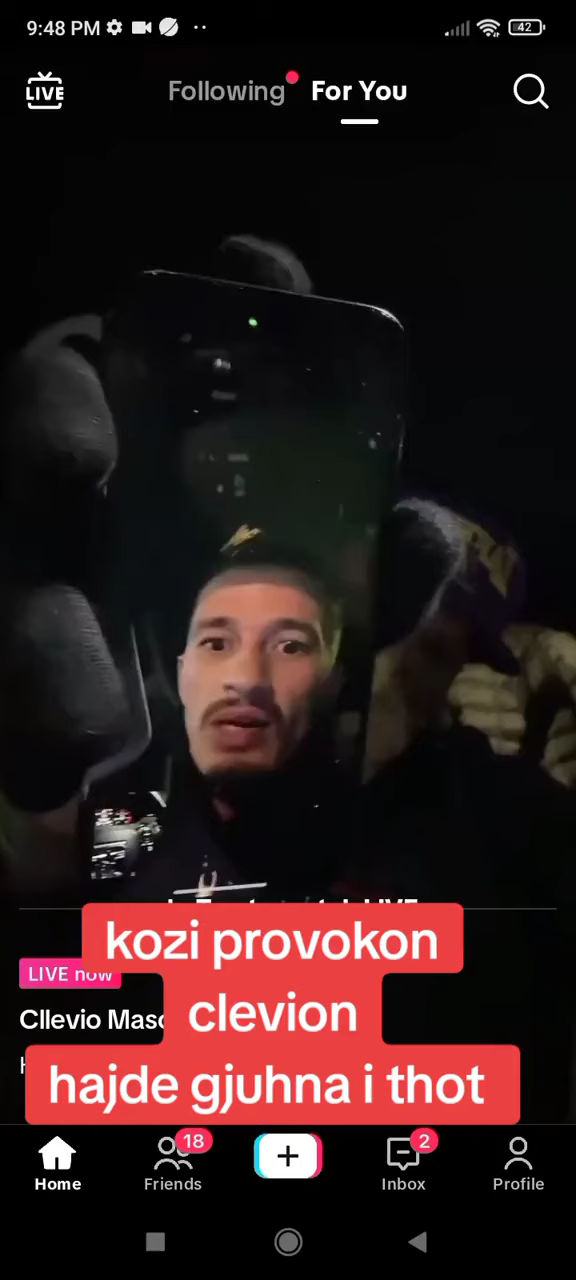 9:48 PM
42
LIVE
Following
For You
kozi provokon
LIVE now
clevion
Cllevio
hajde gjuhna i thot
18
2
Home
Friends
Inbox
Profile